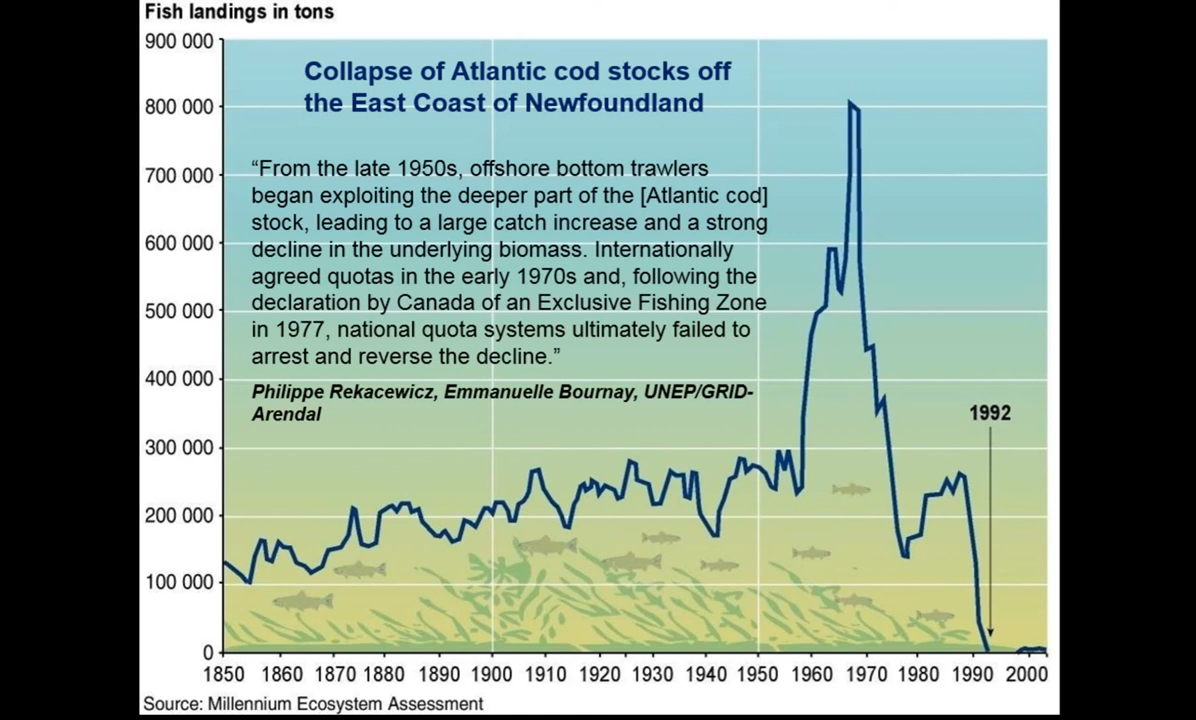 Fish landings in tons
900 000
Collapse of Atlantic cod stocks off
the East Coast of Newfoundland
800 000
"From the late 1950s, offshore bottom trawlers
700 000
began exploiting the deeper part of the [Atlantic cod]
stock, leading to a large catch increase and a strong
600 000
decline in the underlying biomass. Internationally
agreed quotas in the early 1970s and, following the
declaration by Canada of an Exclusive Fishing Zone
500 000
in 1977, national quota systems ultimately failed to
arrest and reverse the decline."
400 000
Philippe Rekacewicz, Emmanuelle Bournay, UNEP/GRID-
Arendal
1992
300 000
200 000
100 000
0
1850 1860 1870 1880 1890 1900 1910 1920 1930 1940 1950 1960 1970 1980 1990 2000
Source: Millennium Ecosystem Assessment